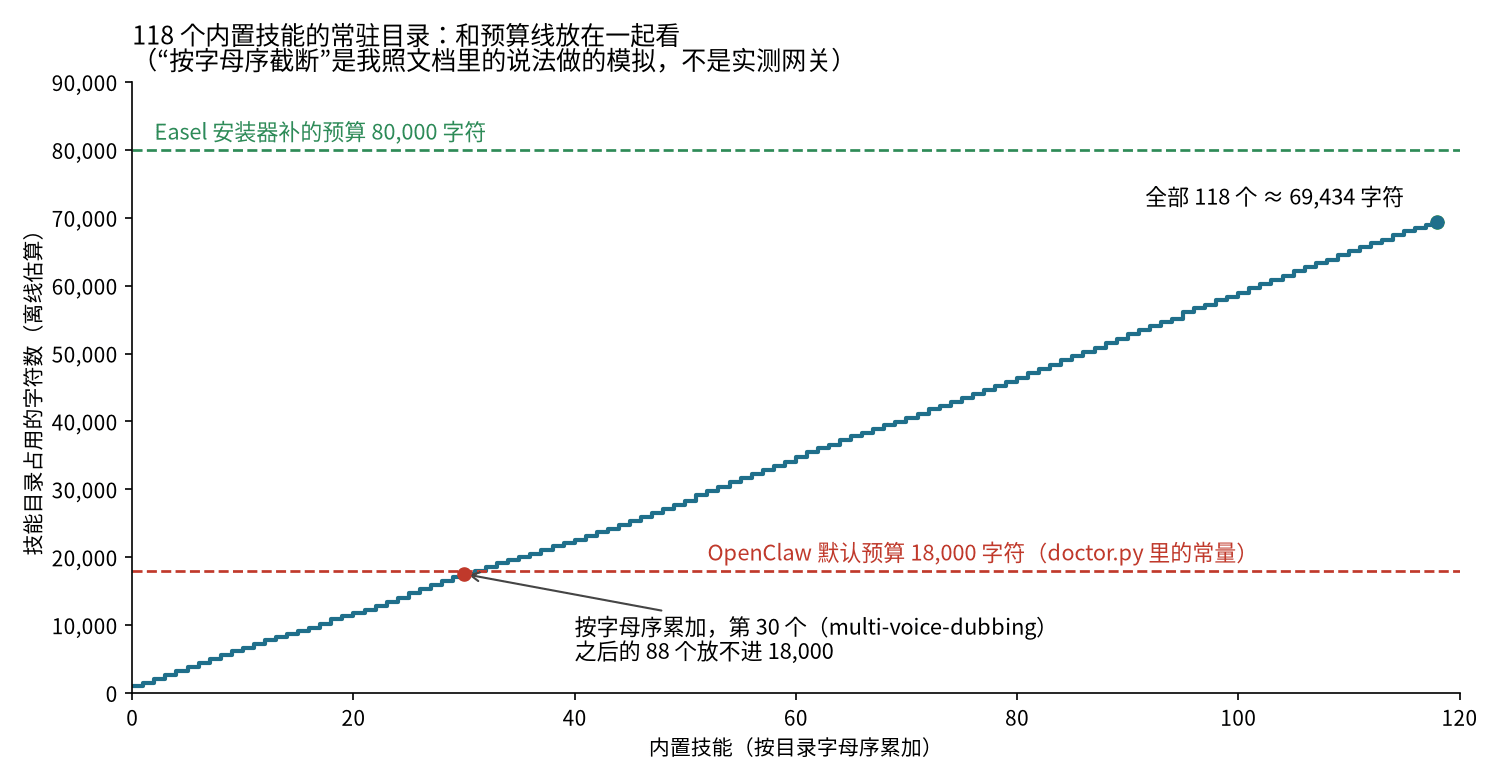 118 个内置技能的常驻目录：和预算线放在一起看
（“按字母序截断”是我照文档里的说法做的模拟，不是实测网关）
90,000
80,000
70,000
60,000
50,000
40,000
30,000
20,000
10,000
0
技能目录占用的字符数（离线估算）
Easel 安装器补的预算 80,000 字符
全部 118 个 ≈ 69,434 字符
OpenClaw 默认预算 18,000 字符（doctor.py 里的常量）
按字母序累加，第 30 个（multi-voice-dubbing）
之后的 88 个放不进 18,000
0 20 40 60 80 100 120
内置技能（按目录字母序累加）